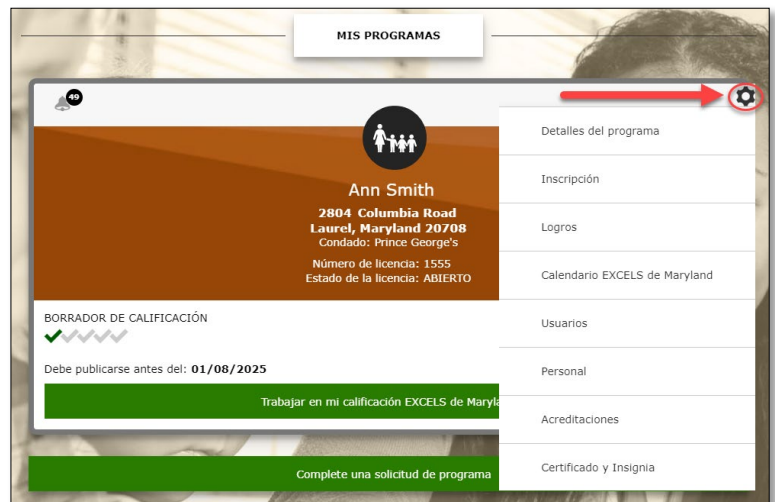 MIS PROGRAMAS
49
Ann Smith
2804 Columbia Road
Laurel, Maryland 20708
Condado: Prince George's
Número de licencia: 1555
Estado de la licencia: ABIERTO
BORRADOR DE CALIFICACIÓN
Debe publicarse antes del: 01/08/2025
Trabajar en mi calificación EXCELS de Maryla
Complete una solicitud de programa
Detalles del programa
Inscripción
Logros
Calendario EXCELS de Maryland
Usuarios
Personal
Acreditaciones
Certificado y Insignia